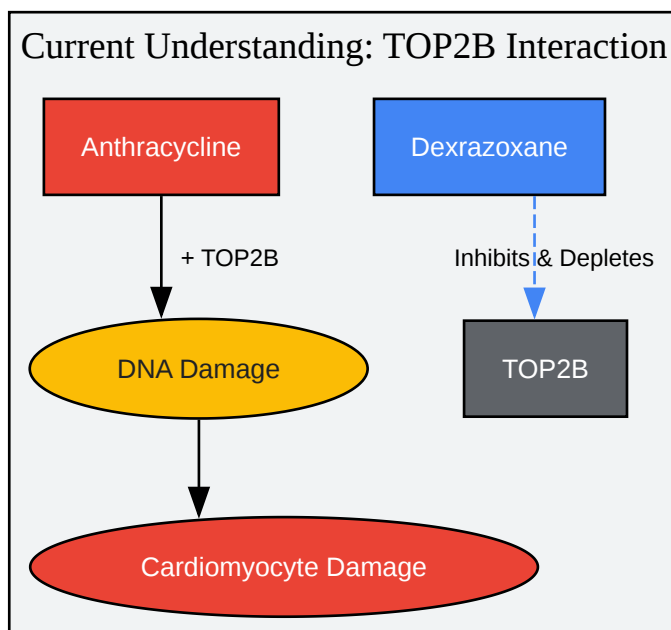 Current Understanding: TOP2B Interaction
Anthracycline
Dexrazoxane
+ TOP2B
Inhibits & Depletes
DNA Damage
TOP2B
Cardiomyocyte Damage